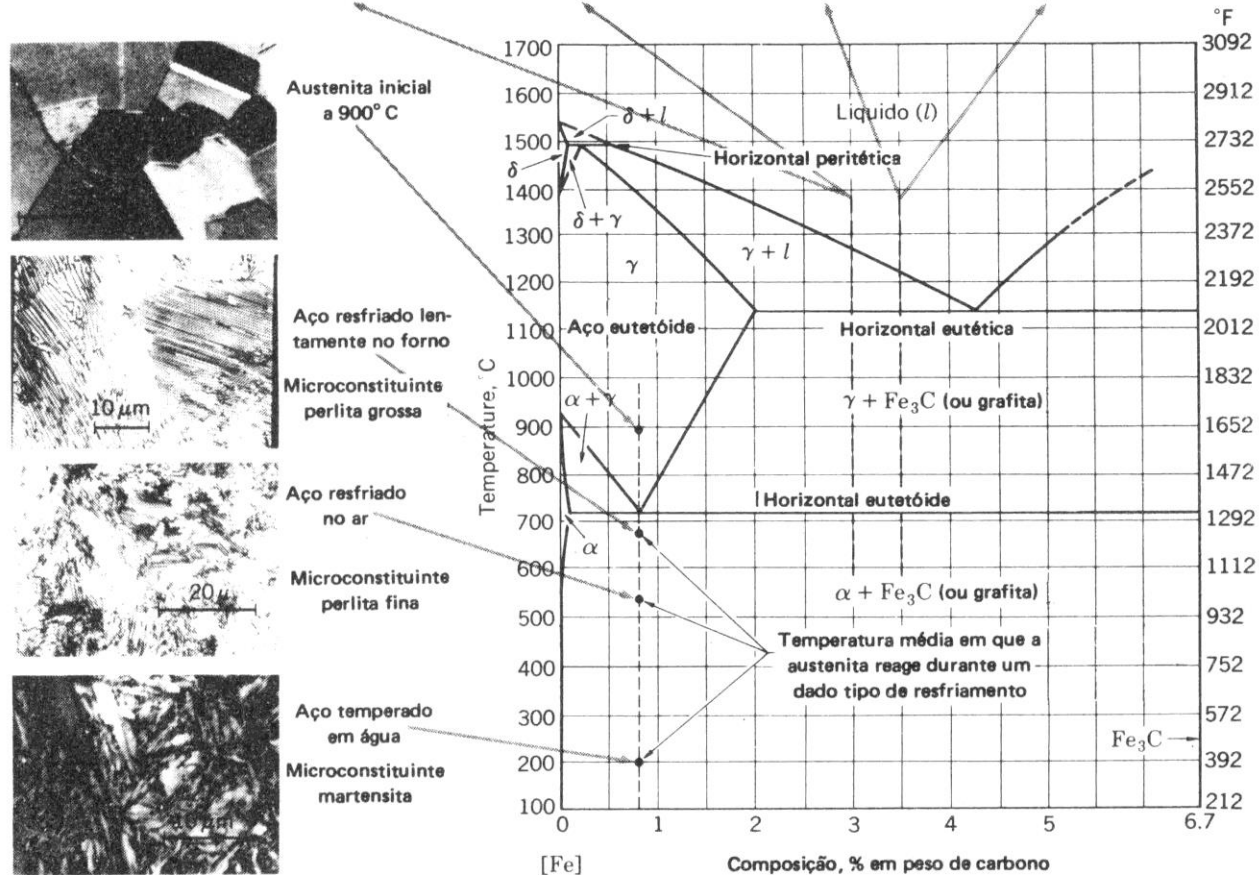 °F
1700
3092
Austenita inicial
a 900° C
1600
2912
δ + l
Líquido (l)
1500
2732
Horizontal peritética
δ
1400
2552
δ + γ
1300
2372
γ
γ + l
1200
2192
Aço resfriado len-
tamente no forno
1100
Aço eutetóide
Horizontal eutética
2012
Microconstituinte
perlita grossa
10 μm
Temperature, °C
1000
1832
α + γ
γ + Fe₃C (ou grafita)
900
1652
800
1472
Aço resfriado
no ar
Horizontal eutetóide
700
1292
α
Microconstituinte
perlita fina
20 μ
600
1112
α + Fe₃C (ou grafita)
500
932
Temperatura média em que a
austenita reage durante um
dado tipo de resfriamento
400
752
Aço temperado
em água
300
572
Fe₃C
Microconstituinte
martensita
200
392
100
212
0
1
2
3
4
5
6.7
[Fe]
Composição, % em peso de carbono